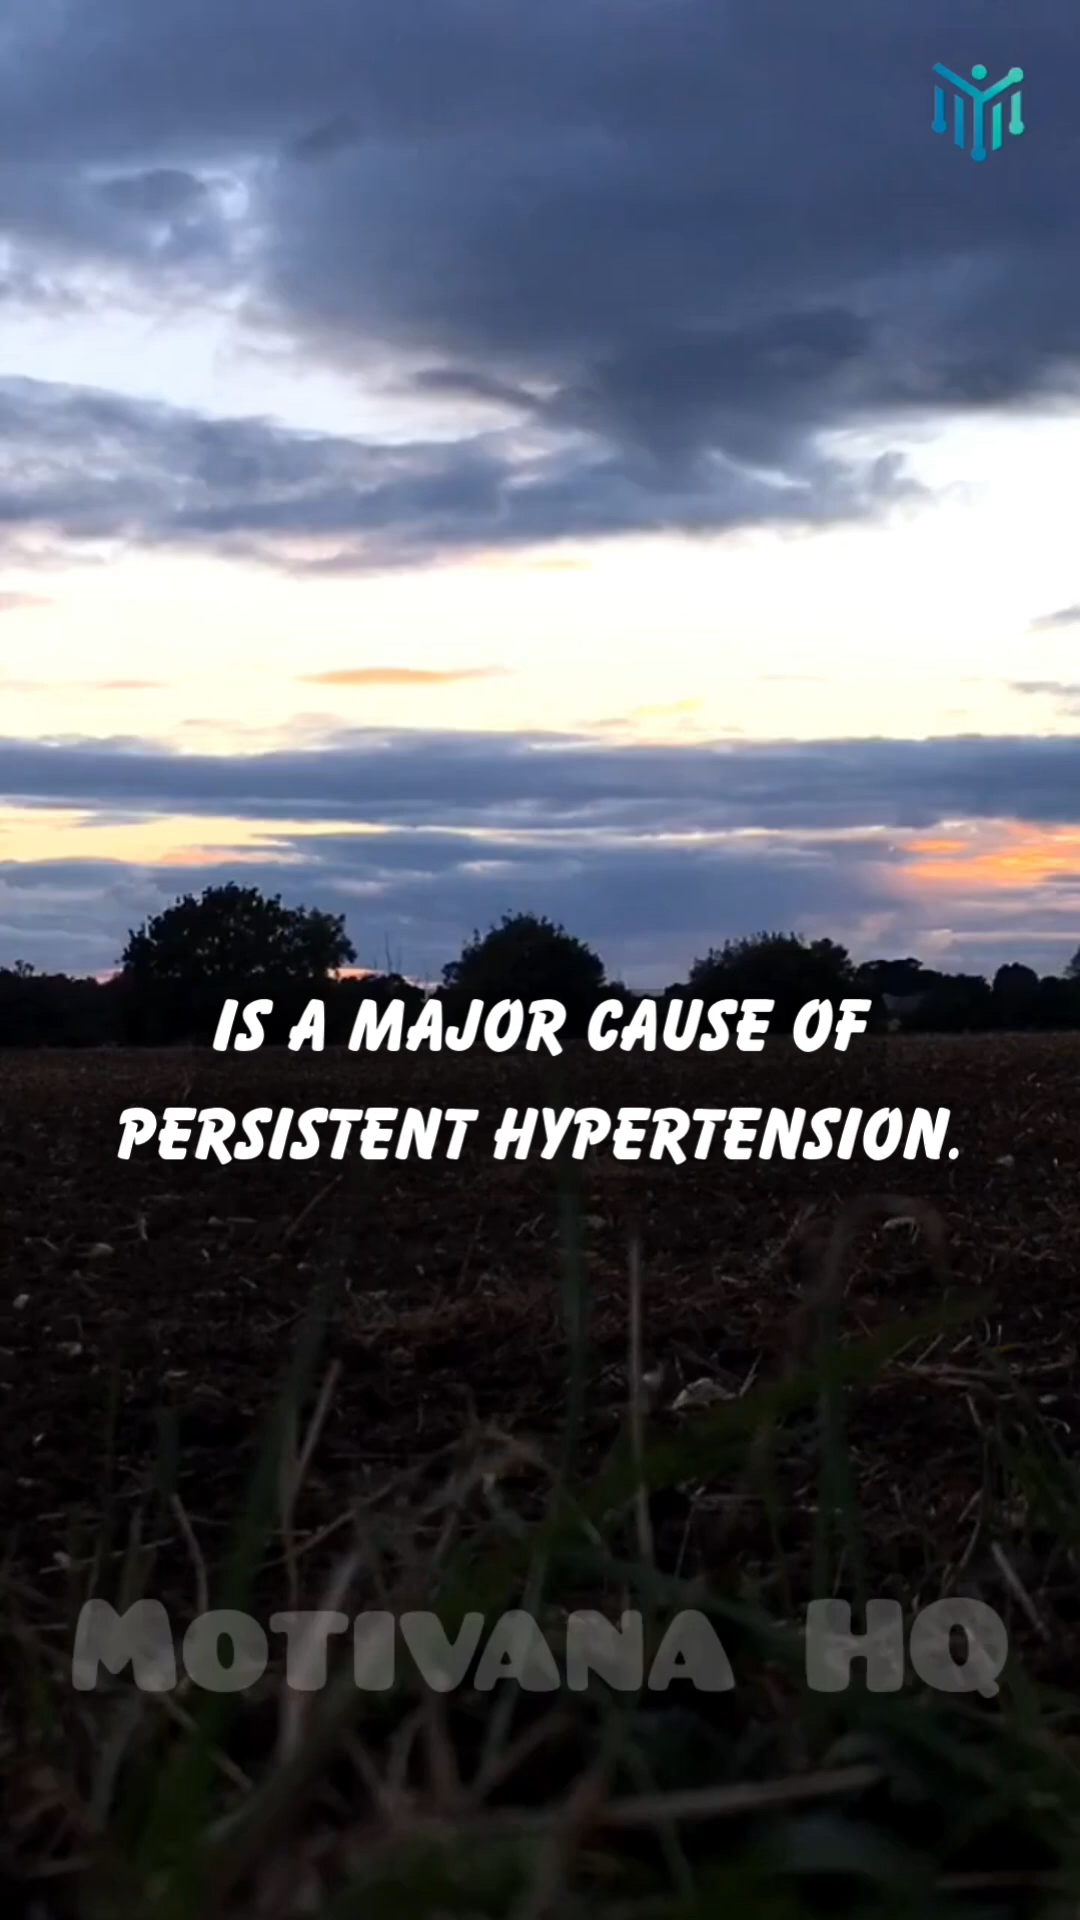 IS A MAJOR CAUSE OF
PERSISTENT HYPERTENSION.
MOTIVANA HQ